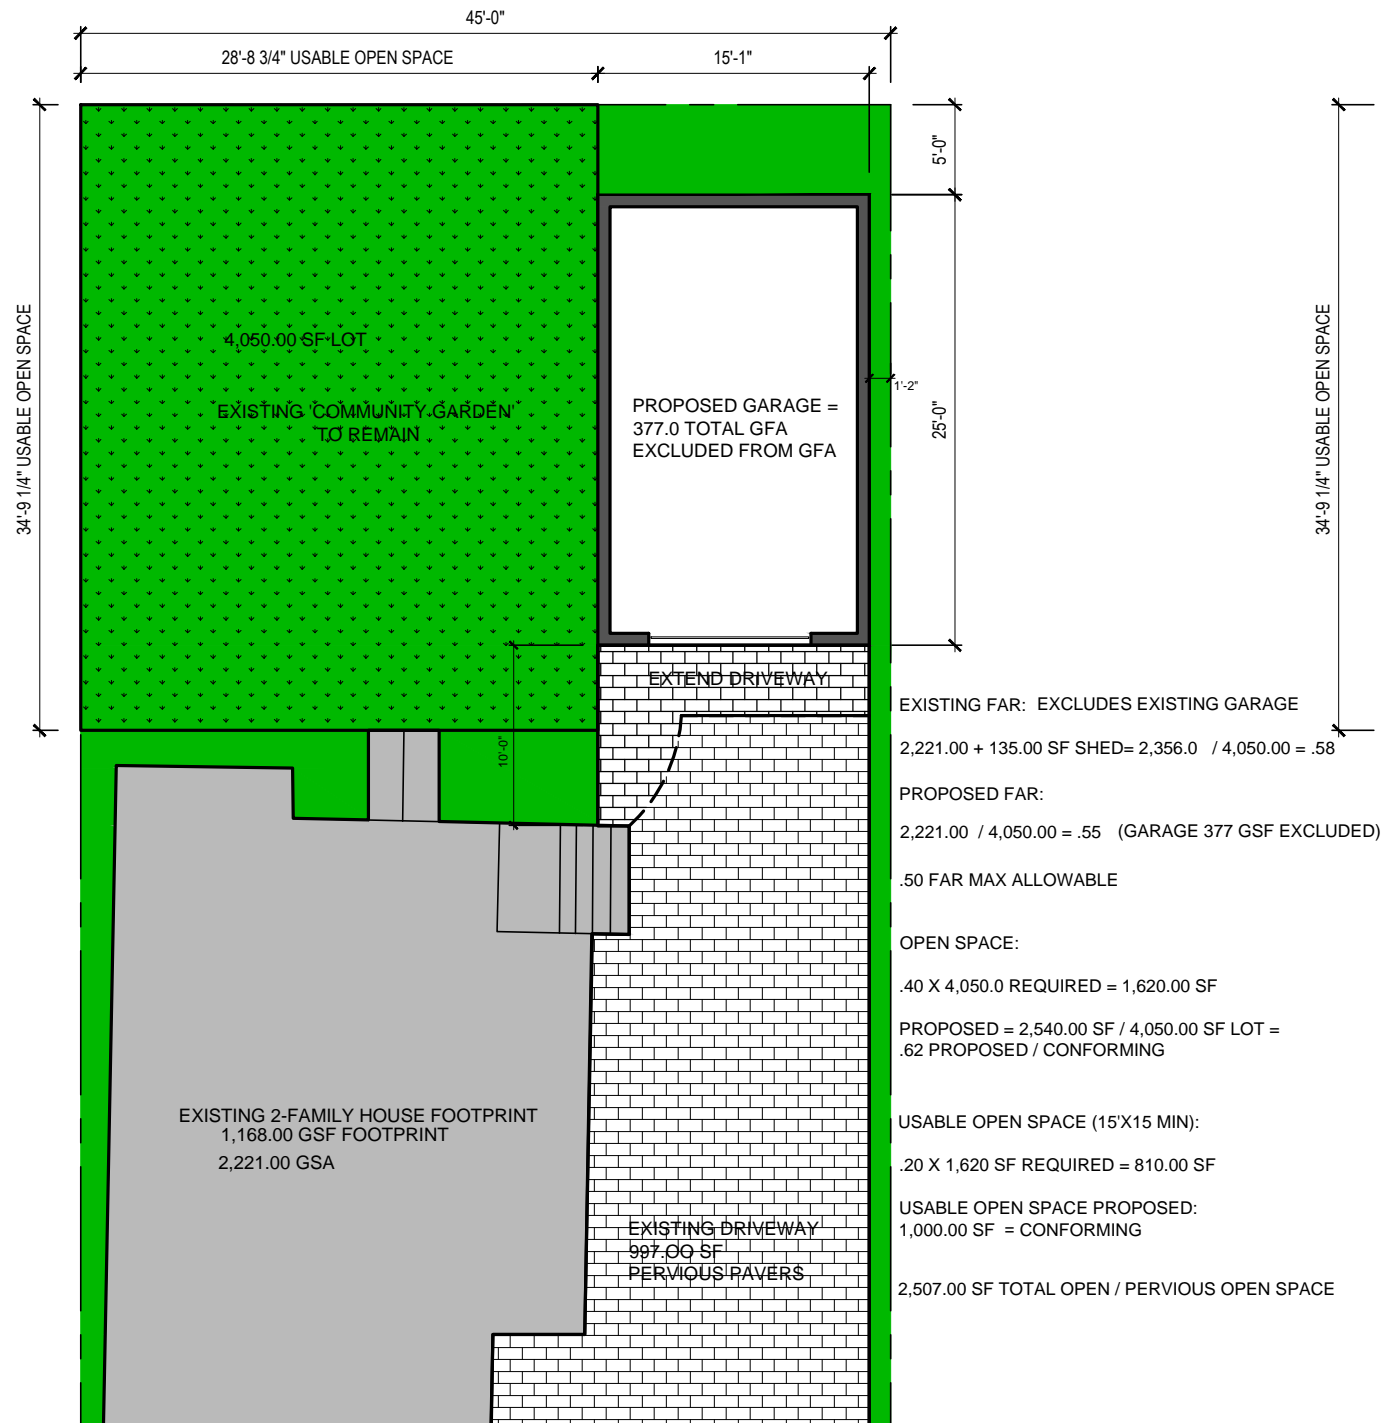 45'-0"
28'-8 3/4" USABLE OPEN SPACE
15'-1"
5'-0"
34'-9 1/4" USABLE OPEN SPACE
34'-9 1/4" USABLE OPEN SPACE
4,050.00 SF LOT
EXISTING 'COMMUNITY GARDEN'
TO REMAIN
PROPOSED GARAGE =
377.0 TOTAL GFA
EXCLUDED FROM GFA
1'-2"
25'-0"
EXTEND DRIVEWAY
10'-0"
EXISTING FAR: EXCLUDES EXISTING GARAGE
2,221.00 + 135.00 SF SHED= 2,356.0 / 4,050.00 = .58
PROPOSED FAR:
2,221.00 / 4,050.00 = .55 (GARAGE 377 GSF EXCLUDED)
.50 FAR MAX ALLOWABLE
OPEN SPACE:
.40 X 4,050.0 REQUIRED = 1,620.00 SF
PROPOSED = 2,540.00 SF / 4,050.00 SF LOT =
.62 PROPOSED / CONFORMING
USABLE OPEN SPACE (15'X15 MIN):
.20 X 1,620 SF REQUIRED = 810.00 SF
USABLE OPEN SPACE PROPOSED:
1,000.00 SF = CONFORMING
2,507.00 SF TOTAL OPEN / PERVIOUS OPEN SPACE
EXISTING 2-FAMILY HOUSE FOOTPRINT
1,168.00 GSF FOOTPRINT
2,221.00 GSA
EXISTING DRIVEWAY
997.OO SF
PERVIOUS PAVERS